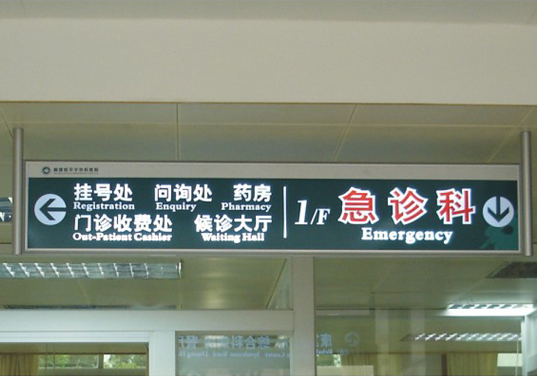 挂号处 问询处 药房
Registration Enquiry Pharmacy
门诊收费处 候诊大厅
Out-Patient Cashier Waiting Hall
1/F 急诊科
Emergency